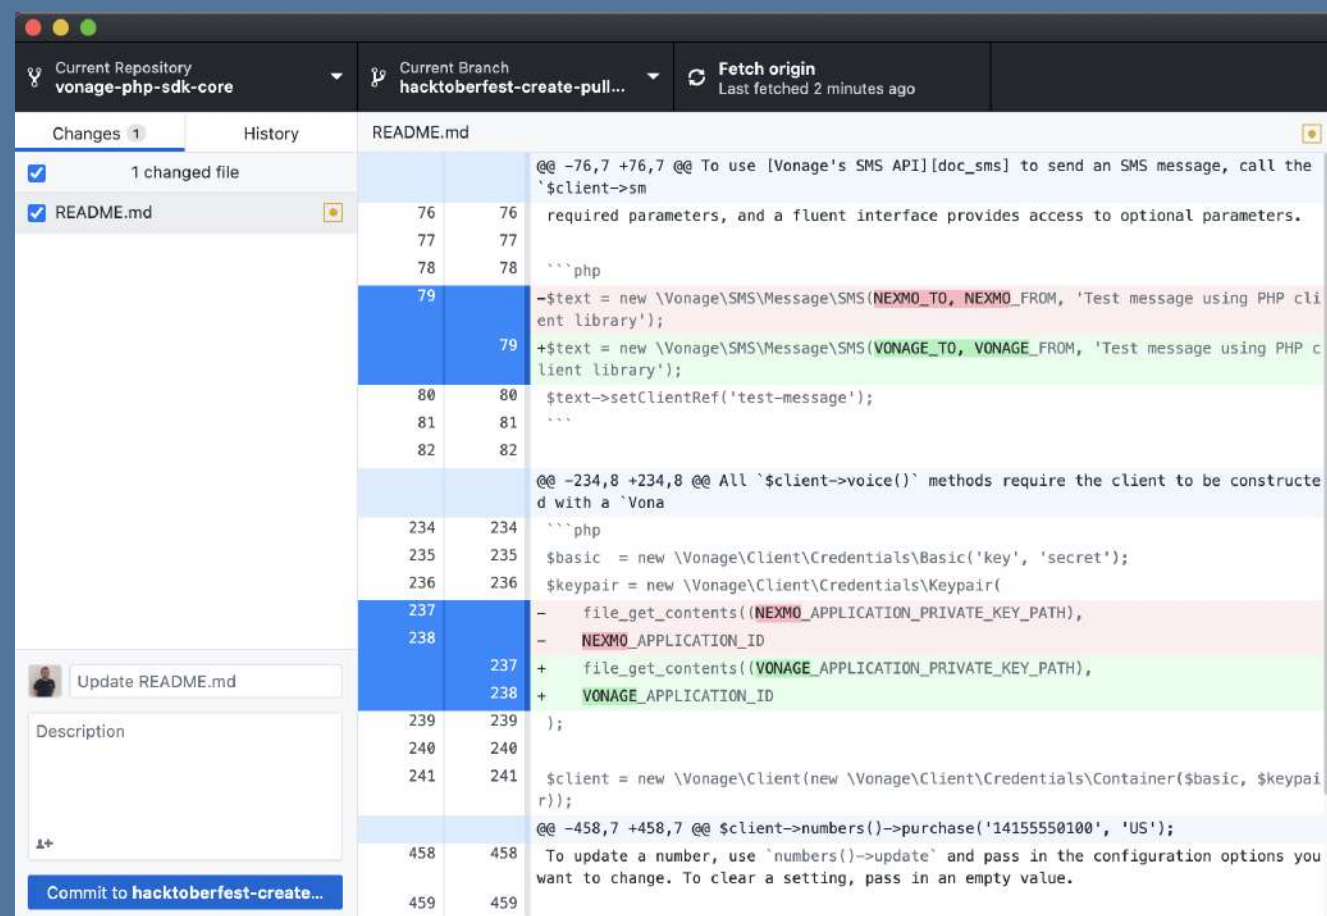 Current Repository
vonage-php-sdk-core
Current Branch
hacktoberfest-create-pull...
Fetch origin
Last fetched 2 minutes ago
Changes 1
History
README.md
1 changed file
README.md
@@ -76,7 +76,7 @@ To use [Vonage's SMS API][doc_sms] to send an SMS message, call the
`$client->sm
76 76 required parameters, and a fluent interface provides access to optional parameters.
77 77
78 78 ```php
79 -$text = new \Vonage\SMS\Message\SMS(NEXMO_TO, NEXMO_FROM, 'Test message using PHP cli
ent library');
79 +$text = new \Vonage\SMS\Message\SMS(VONAGE_TO, VONAGE_FROM, 'Test message using PHP c
lient library');
80 80 $text->setClientRef('test-message');
81 81 ```
82 82
@@ -234,8 +234,8 @@ All `$client->voice()` methods require the client to be constructe
d with a `Vona
234 234 ```php
235 235 $basic  = new \Vonage\Client\Credentials\Basic('key', 'secret');
236 236 $keypair = new \Vonage\Client\Credentials\Keypair(
237 -    file_get_contents((NEXMO_APPLICATION_PRIVATE_KEY_PATH),
238 -    NEXMO_APPLICATION_ID
237 +    file_get_contents((VONAGE_APPLICATION_PRIVATE_KEY_PATH),
238 +    VONAGE_APPLICATION_ID
239 239 );
240 240
241 241 $client = new \Vonage\Client(new \Vonage\Client\Credentials\Container($basic, $keypai
r));
@@ -458,7 +458,7 @@ $client->numbers()->purchase('14155550100', 'US');
458 458 To update a number, use `numbers()->update` and pass in the configuration options you
want to change. To clear a setting, pass in an empty value.
459 459
Update README.md
Description
Commit to hacktoberfest-create...